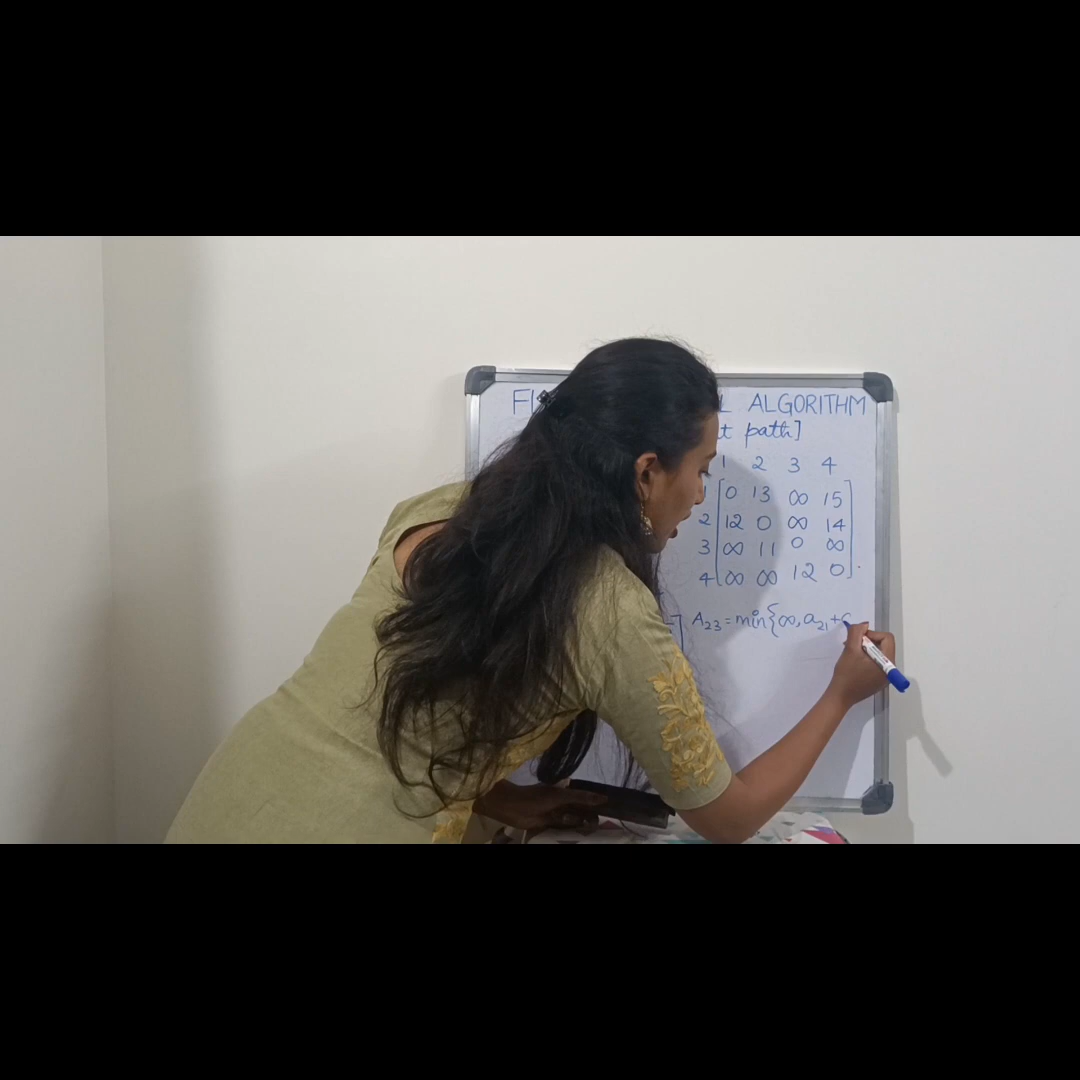 ALGORITHM
path]
1 2 3 4
1 0 13 ∞ 15
2 12 0 ∞ 14
3 ∞ 11 0 ∞
4 ∞ ∞ 12 0
A23 = min{∞, a21 +